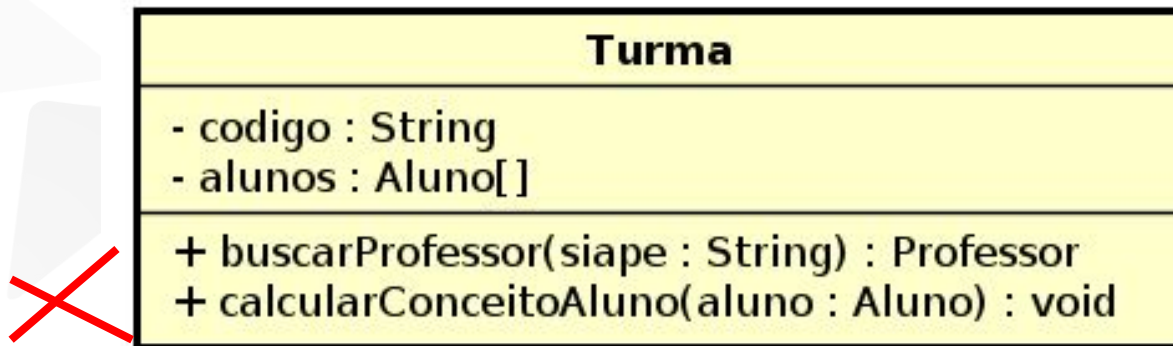 Turma
- codigo : String
- alunos : Aluno[]
+ buscarProfessor(siape : String) : Professor
+ calcularConceitoAluno(aluno : Aluno) : void